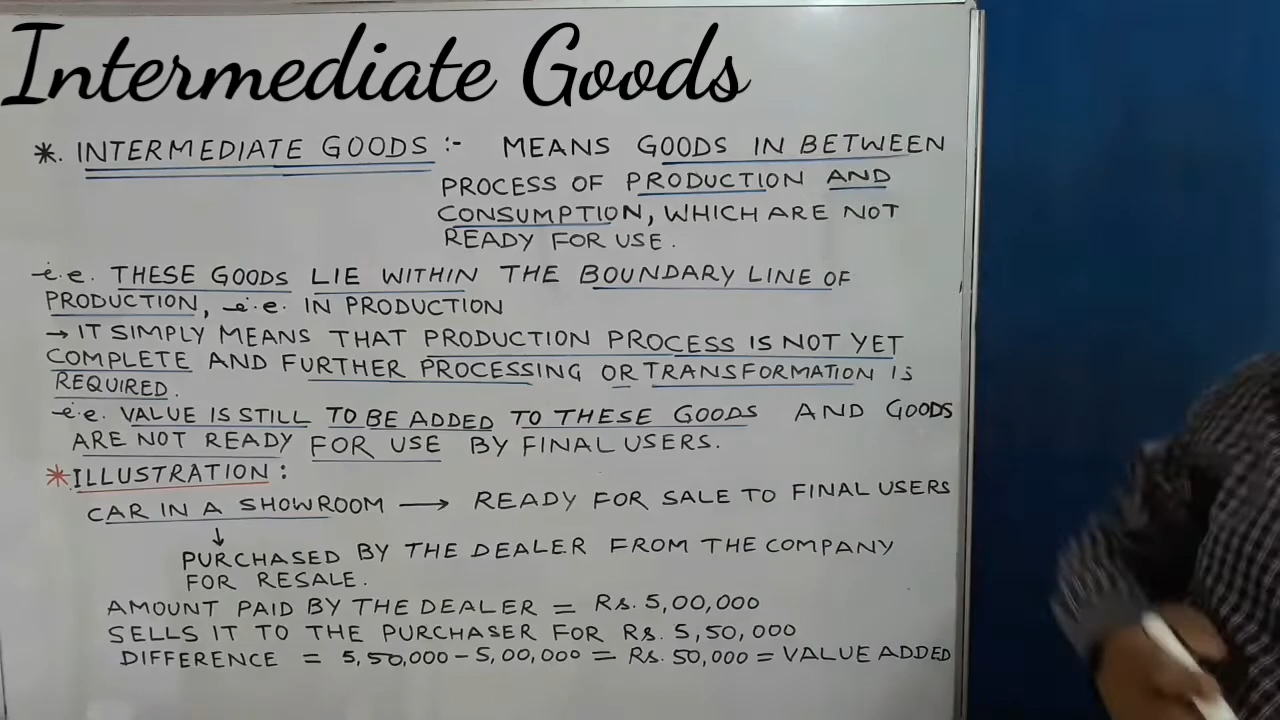 Intermediate Goods
*. INTERMEDIATE GOODS :- MEANS GOODS IN BETWEEN
PROCESS OF PRODUCTION AND
CONSUMPTION, WHICH ARE NOT
READY FOR USE.
i.e. THESE GOODS LIE WITHIN THE BOUNDARY LINE OF
PRODUCTION, i.e. IN PRODUCTION
→ IT SIMPLY MEANS THAT PRODUCTION PROCESS IS NOT YET
COMPLETE AND FURTHER PROCESSING OR TRANSFORMATION IS
REQUIRED.
i.e. VALUE IS STILL TO BE ADDED TO THESE GOODS AND GOODS
ARE NOT READY FOR USE BY FINAL USERS.
*ILLUSTRATION:
CAR IN A SHOWROOM → READY FOR SALE TO FINAL USERS
↓
PURCHASED BY THE DEALER FROM THE COMPANY
FOR RESALE.
AMOUNT PAID BY THE DEALER = Rs. 5,00,000
SELLS IT TO THE PURCHASER FOR Rs. 5,50,000
DIFFERENCE = 5,50,000 - 5,00,000 = Rs. 50,000 = VALUE ADDED